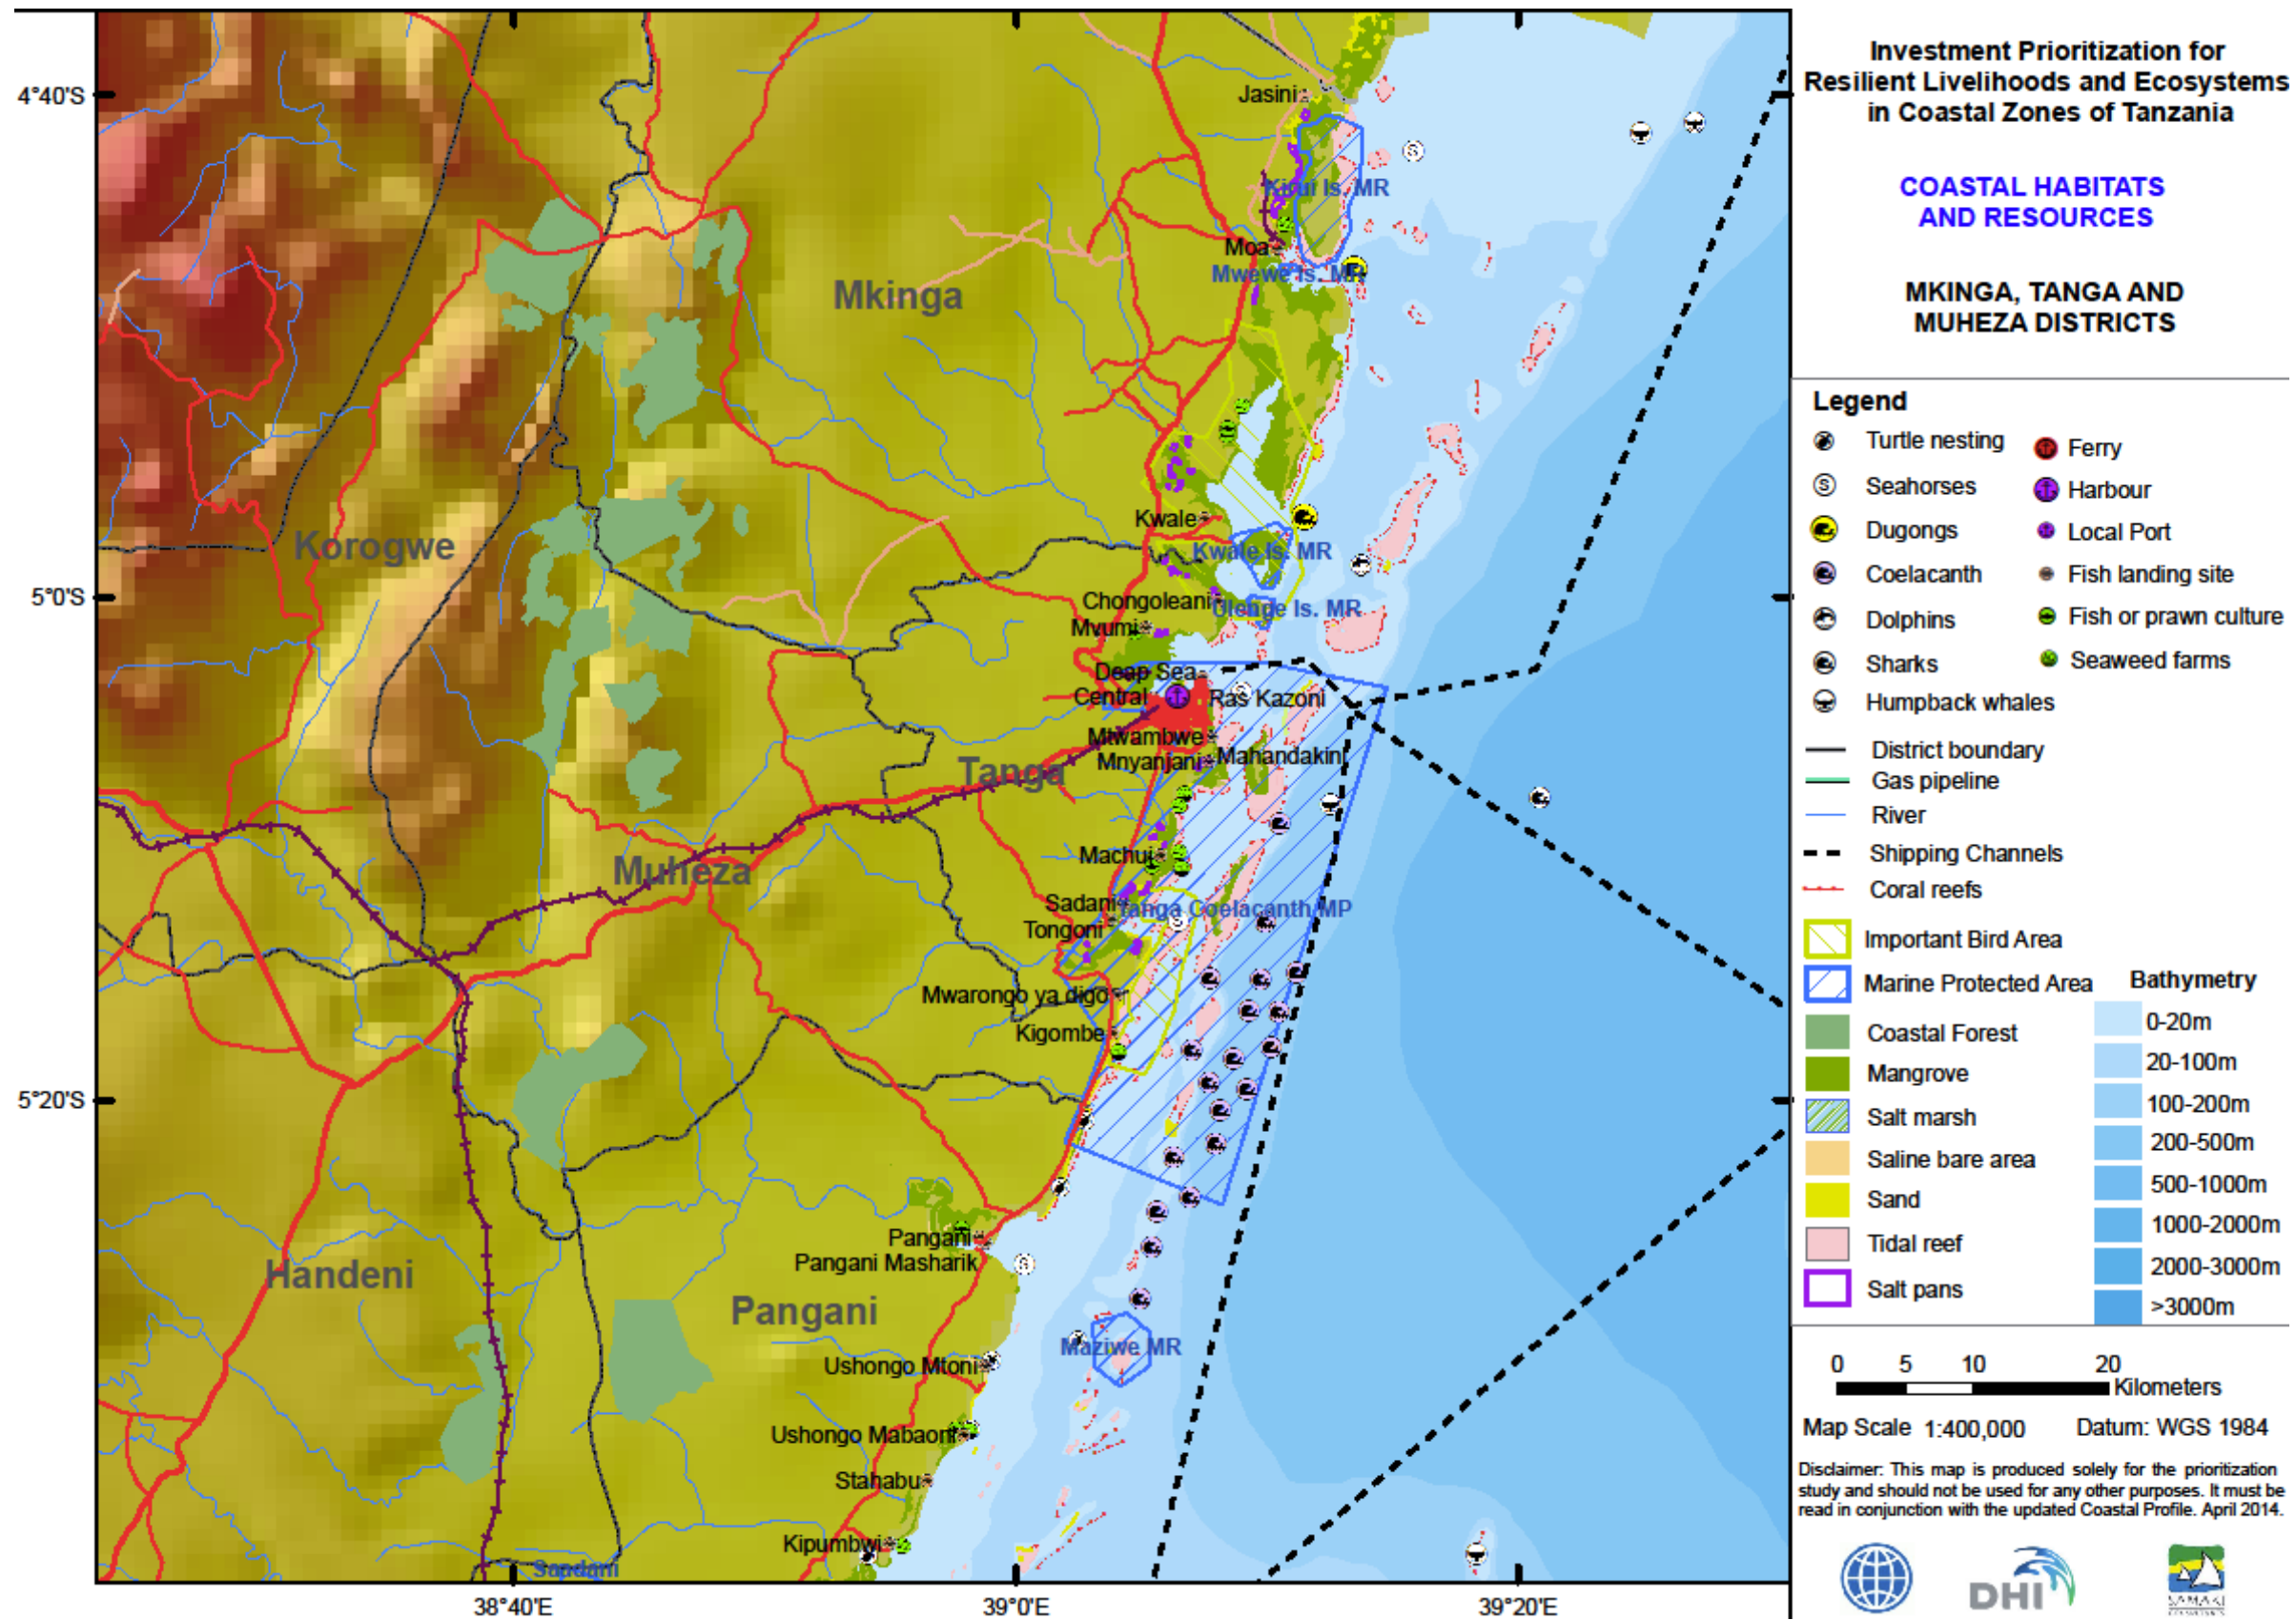 Investment Prioritization for
Resilient Livelihoods and Ecosystems
in Coastal Zones of Tanzania
COASTAL HABITATS
AND RESOURCES
MKINGA, TANGA AND
MUHEZA DISTRICTS
Legend
Turtle nesting
Seahorses
Dugongs
Coelacanth
Dolphins
Sharks
Humpback whales
Ferry
Harbour
Local Port
Fish landing site
Fish or prawn culture
Seaweed farms
District boundary
Gas pipeline
River
Shipping Channels
Coral reefs
Important Bird Area
Marine Protected Area
Coastal Forest
Mangrove
Salt marsh
Saline bare area
Sand
Tidal reef
Salt pans
Bathymetry
0-20m
20-100m
100-200m
200-500m
500-1000m
1000-2000m
2000-3000m
>3000m
0 5 10 20
Kilometers
Map Scale 1:400,000 Datum: WGS 1984
Disclaimer: This map is produced solely for the prioritization
study and should not be used for any other purposes. It must be
read in conjunction with the updated Coastal Profile. April 2014.
DHI
SAMAKI
4°40'S
5°0'S
5°20'S
38°40'E
39°0'E
39°20'E
Jasini
Kirui Is. MR
Moa
Mwewe Is. MR
Mkinga
Kwale
Kwale Is. MR
Korogwe
Chongoleani
Ulenge Is. MR
Mvumi
Deap Sea
Central
Ras Kazoni
Mtwambwe
Mnyanjani
Mahandakini
Tanga
Machui
Muheza
Sadani
Tanga Coelacanth MP
Tongoni
Mwarongo ya digo
Kigombe
Pangani
Pangani Masharik
Handeni
Pangani
Maziwe MR
Ushongo Mtoni
Ushongo Mabaoni
Stahabu
Kipumbwi
Saadani